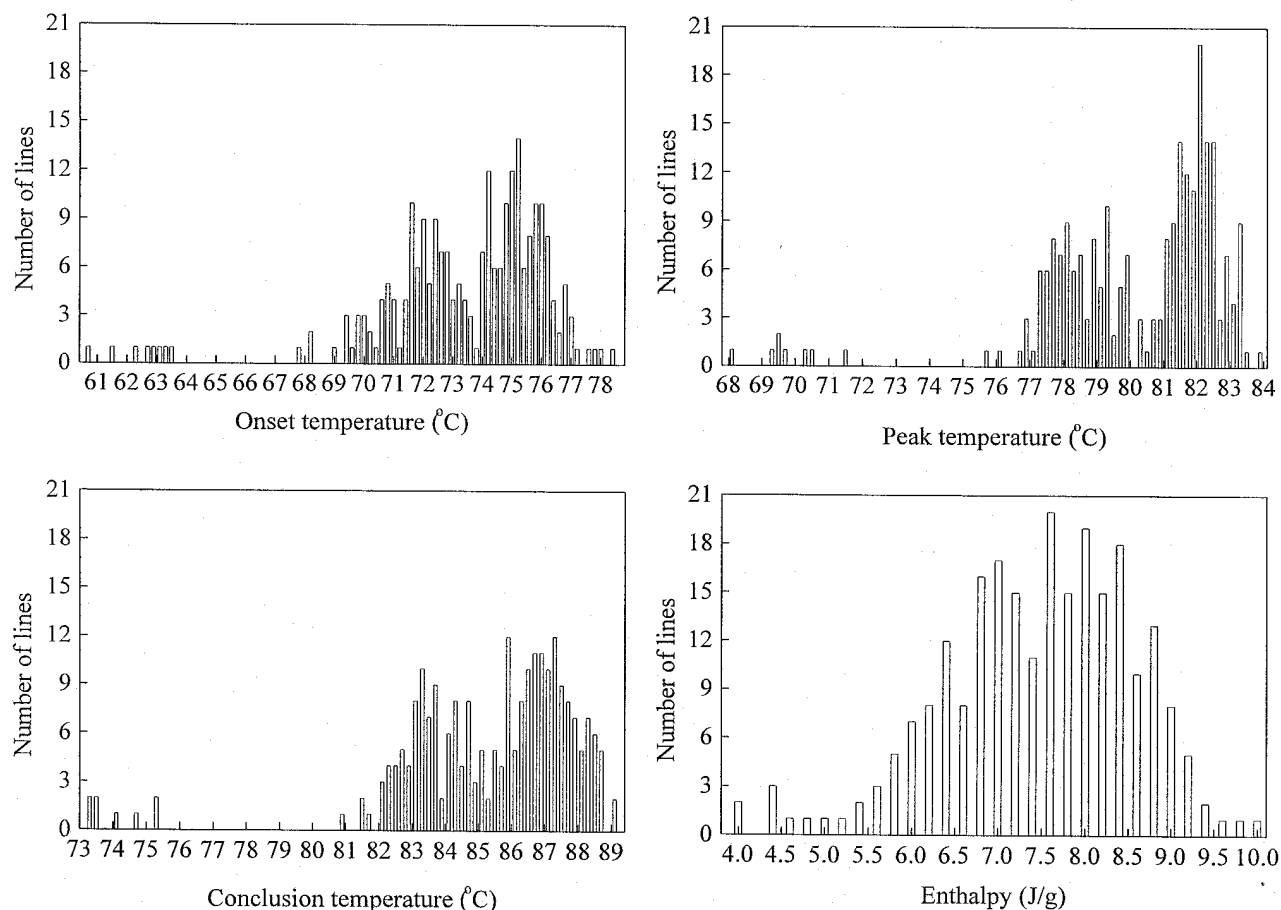 21
18
15
12
9
6
3
0
Number of lines
61 62 63 64 65 66 67 68 69 70 71 72 73 74 75 76 77 78
Onset temperature (°C)
21
18
15
12
9
6
3
0
Number of lines
68 69 70 71 72 73 74 75 76 77 78 79 80 81 82 83 84
Peak temperature (°C)
21
18
15
12
9
6
3
0
Number of lines
73 74 75 76 77 78 79 80 81 82 83 84 85 86 87 88 89
Conclusion temperature (°C)
21
18
15
12
9
6
3
0
Number of lines
4.0 4.5 5.0 5.5 6.0 6.5 7.0 7.5 8.0 8.5 9.0 9.5 10.0
Enthalpy (J/g)